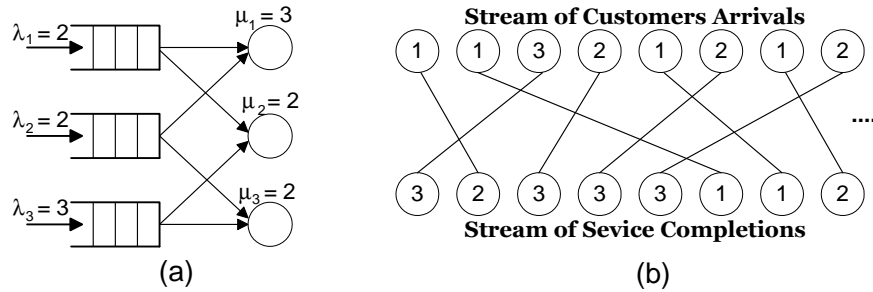 λ1 = 2
μ1 = 3
λ2 = 2
μ2 = 2
λ3 = 3
μ3 = 2
(a)
Stream of Customers Arrivals
1 1 3 2 1 2 1 2
....
3 2 3 3 3 1 1 2
Stream of Sevice Completions
(b)